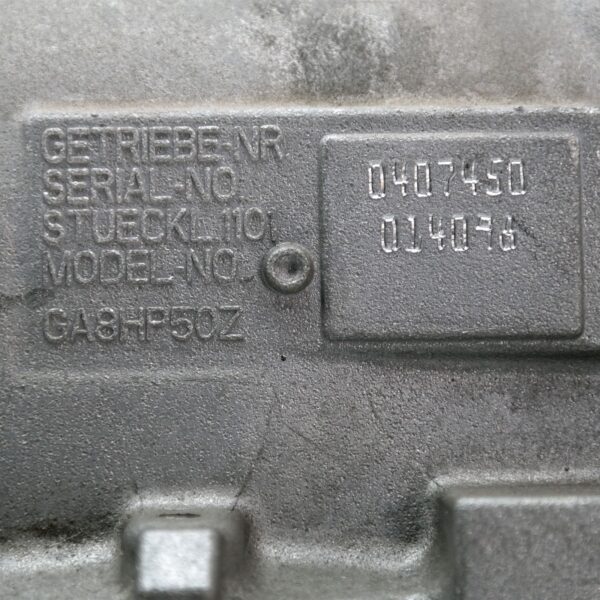 GETRIEBE-NR
SERIAL-NO.
STUECKL.1101
MODEL-NO.
GA8HP50Z
0407450